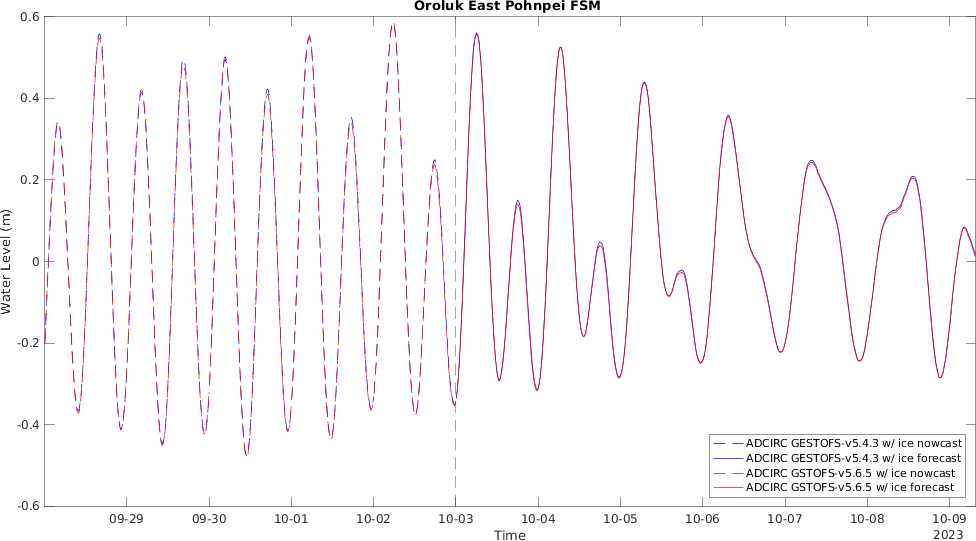 Oroluk East Pohnpei FSM
0.6
0.4
0.2
0
-0.2
-0.4
-0.6
Water Level (m)
ADCIRC GESTOFS-v5.4.3 w/ ice nowcast
ADCIRC GESTOFS-v5.4.3 w/ ice forecast
ADCIRC GSTOFS-v5.6.5 w/ ice nowcast
ADCIRC GSTOFS-v5.6.5 w/ ice forecast
09-29 09-30 10-01 10-02 10-03 10-04 10-05 10-06 10-07 10-08 10-09
Time
2023